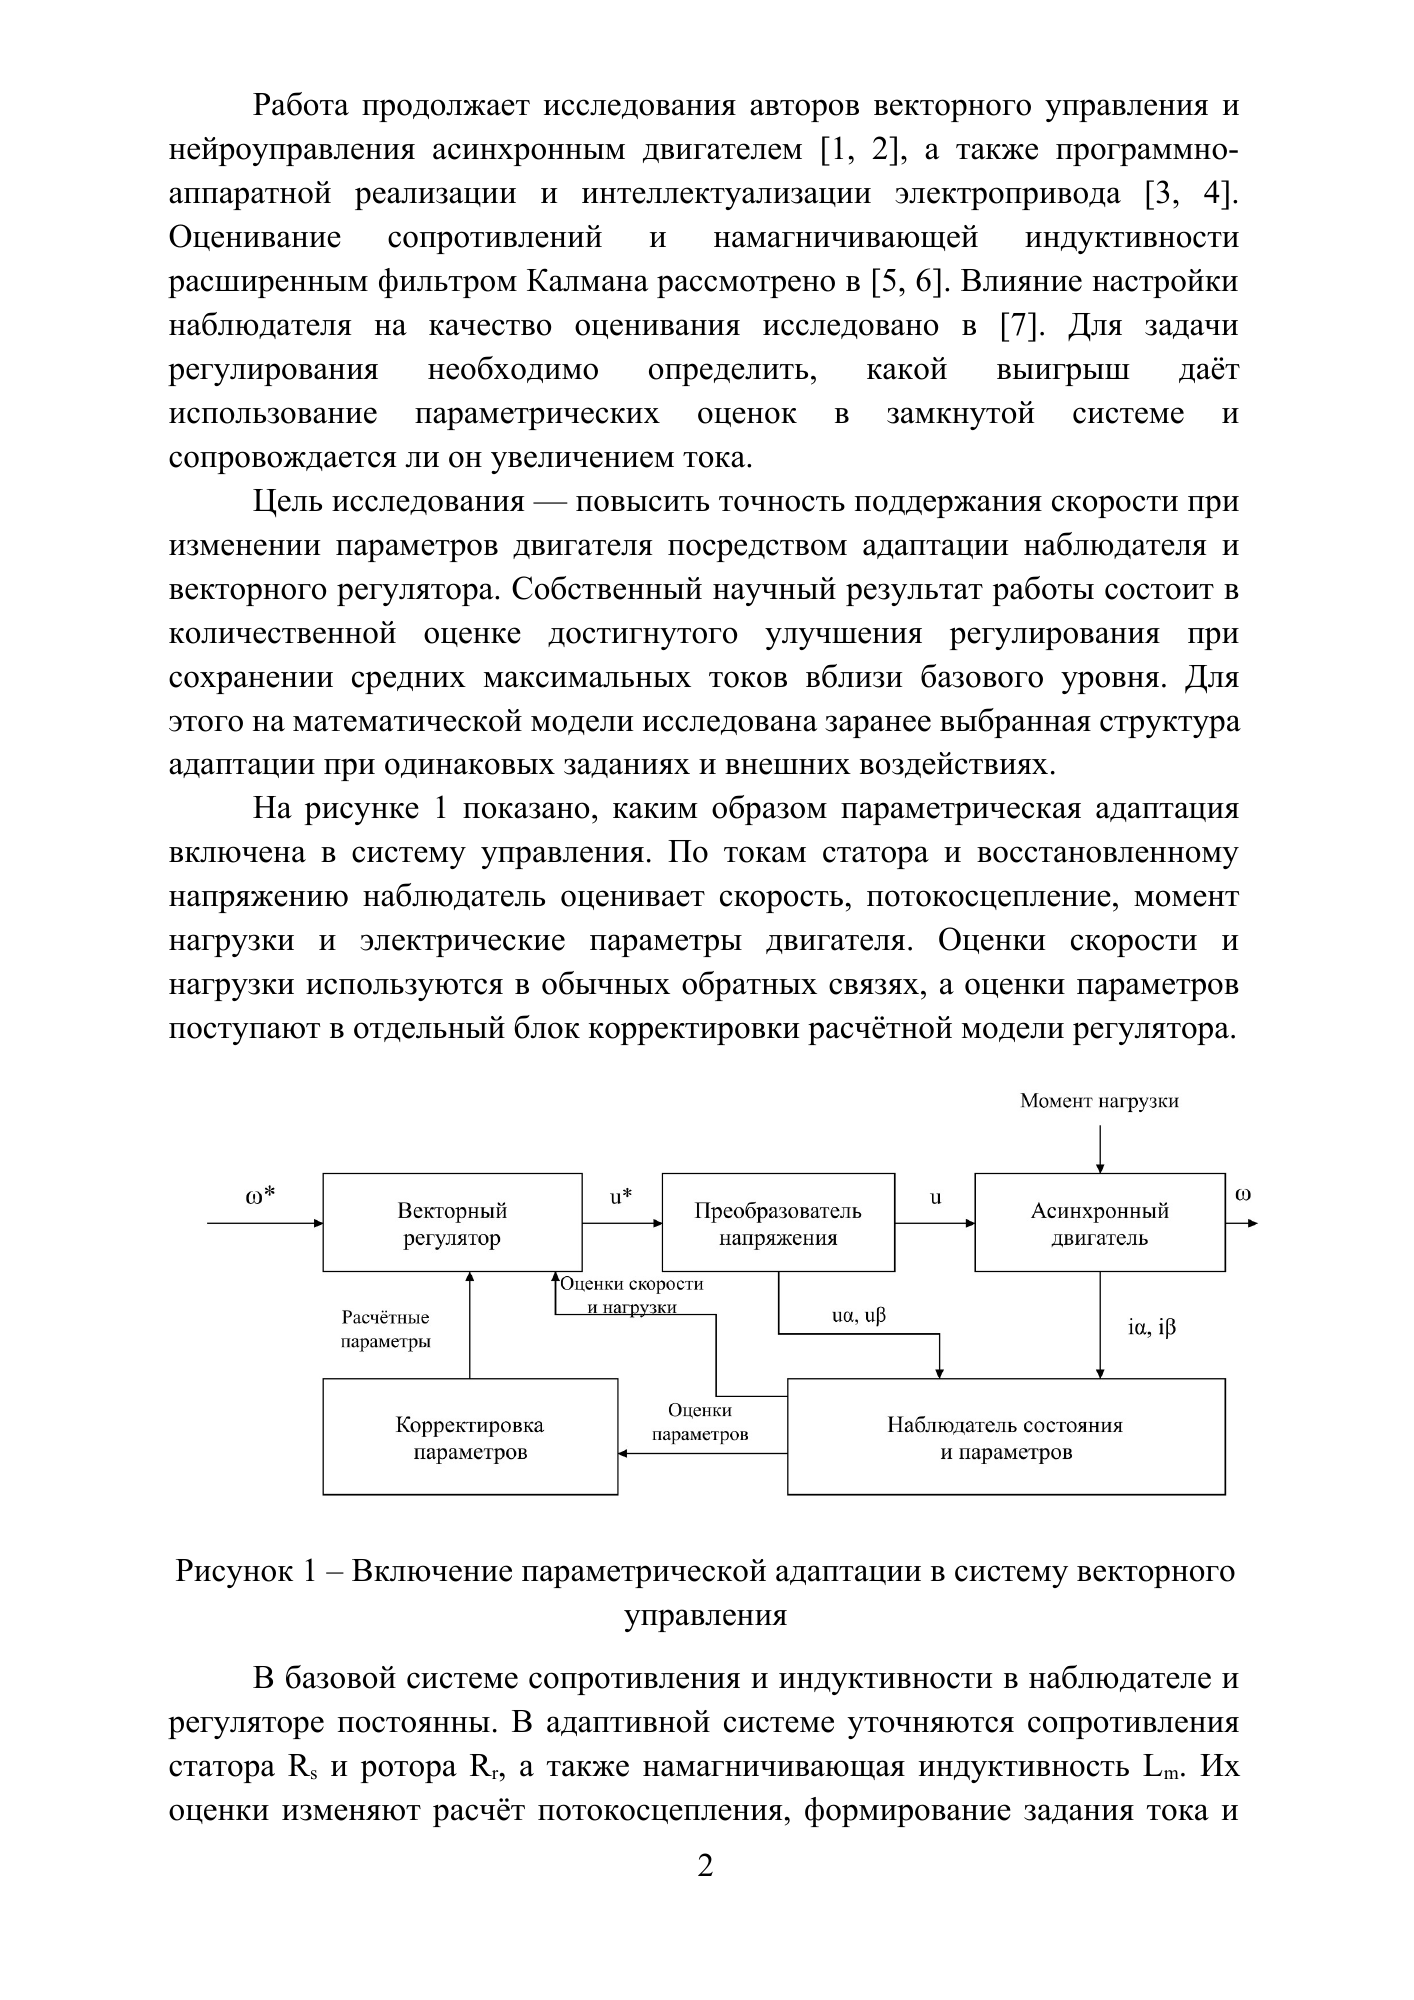 Работа продолжает исследования авторов векторного управления и
нейроуправления асинхронным двигателем [1, 2], а также программно-
аппаратной реализации и интеллектуализации электропривода [3, 4].
Оценивание сопротивлений и намагничивающей индуктивности
расширенным фильтром Калмана рассмотрено в [5, 6]. Влияние настройки
наблюдателя на качество оценивания исследовано в [7]. Для задачи
регулирования необходимо определить, какой выигрыш даёт
использование параметрических оценок в замкнутой системе и
сопровождается ли он увеличением тока.
Цель исследования — повысить точность поддержания скорости при
изменении параметров двигателя посредством адаптации наблюдателя и
векторного регулятора. Собственный научный результат работы состоит в
количественной оценке достигнутого улучшения регулирования при
сохранении средних максимальных токов вблизи базового уровня. Для
этого на математической модели исследована заранее выбранная структура
адаптации при одинаковых заданиях и внешних воздействиях.
На рисунке 1 показано, каким образом параметрическая адаптация
включена в систему управления. По токам статора и восстановленному
напряжению наблюдатель оценивает скорость, потокосцепление, момент
нагрузки и электрические параметры двигателя. Оценки скорости и
нагрузки используются в обычных обратных связях, а оценки параметров
поступают в отдельный блок корректировки расчётной модели регулятора.
Момент нагрузки
ω*
Векторный
регулятор
u*
Преобразователь
напряжения
u
Асинхронный
двигатель
ω
Оценки скорости
и нагрузки
Расчётные
параметры
uα, uβ
iα, iβ
Корректировка
параметров
Оценки
параметров
Наблюдатель состояния
и параметров
Рисунок 1 – Включение параметрической адаптации в систему векторного
управления
В базовой системе сопротивления и индуктивности в наблюдателе и
регуляторе постоянны. В адаптивной системе уточняются сопротивления
статора Rs и ротора Rr, а также намагничивающая индуктивность Lm. Их
оценки изменяют расчёт потокосцепления, формирование задания тока и
2